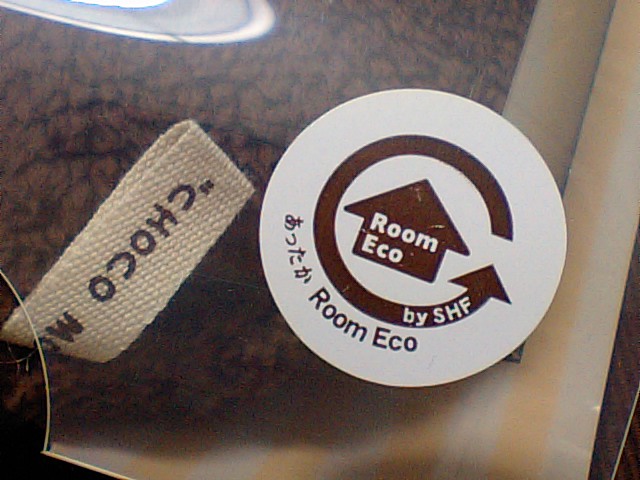 "CHOCO
Room
Eco
by SHF
あったか Room Eco